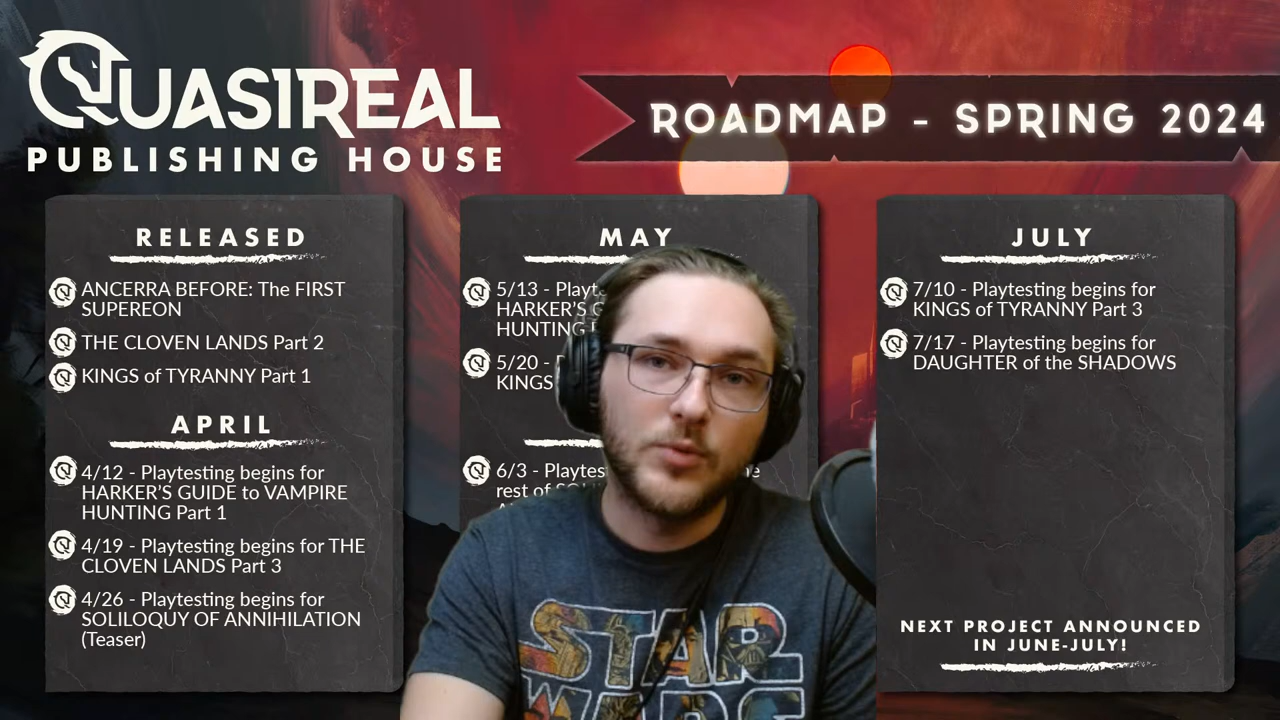 QUASIREAL
PUBLISHING HOUSE
ROADMAP - SPRING 2024
RELEASED
ANCERRA BEFORE: The FIRST
SUPEREON
THE CLOVEN LANDS Part 2
KINGS of TYRANNY Part 1
APRIL
4/12 - Playtesting begins for
HARKER'S GUIDE to VAMPIRE
HUNTING Part 1
4/19 - Playtesting begins for THE
CLOVEN LANDS Part 3
4/26 - Playtesting begins for
SOLILOQUY OF ANNIHILATION
(Teaser)
MAY
5/13 -
HARKER'S
HUNTING
5/20 -
KINGS
6/3 -
rest of
JULY
7/10 - Playtesting begins for
KINGS of TYRANNY Part 3
7/17 - Playtesting begins for
DAUGHTER of the SHADOWS
NEXT PROJECT ANNOUNCED
IN JUNE-JULY!
STAR
WARS